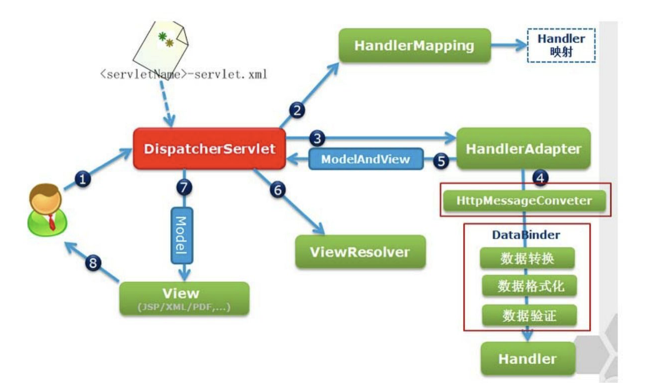 <servletName>-servlet.xml
HandlerMapping
Handler
映射
2
DispatcherServlet
3
HandlerAdapter
ModelAndView
5
1
7
6
4
HttpMessageConveter
Model
DataBinder
ViewResolver
数据转换
8
数据格式化
View
(JSP/XML/PDF,...)
数据验证
Handler